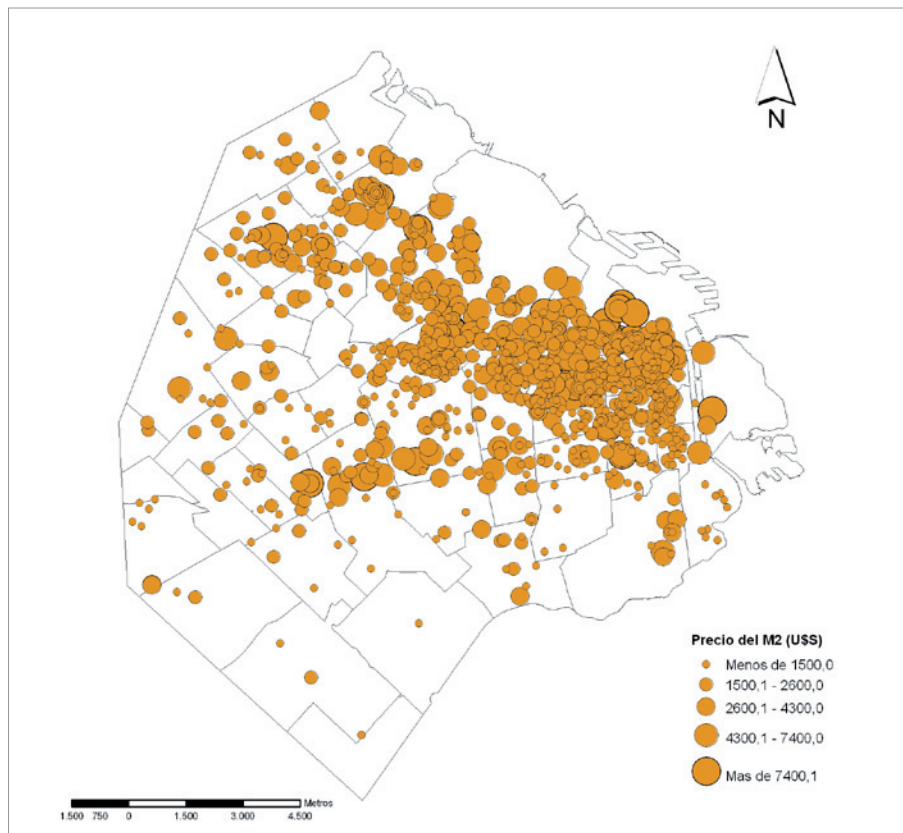 N
Precio del M2 (U$S)
Menos de 1500,0
1500,1 - 2600,0
2600,1 - 4300,0
4300,1 - 7400,0
Mas de 7400,1
Metros
1.500 750 0 1.500 3.000 4.500